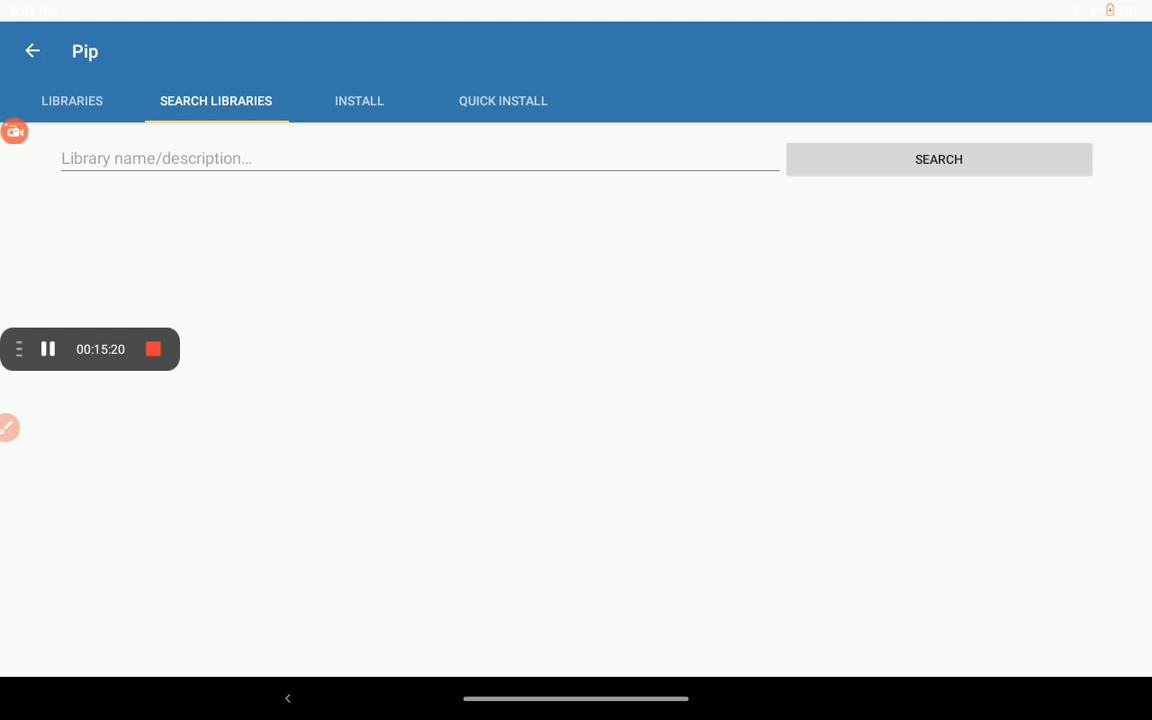 Pip
LIBRARIES SEARCH LIBRARIES INSTALL QUICK INSTALL
Library name/description... SEARCH
00:15:20